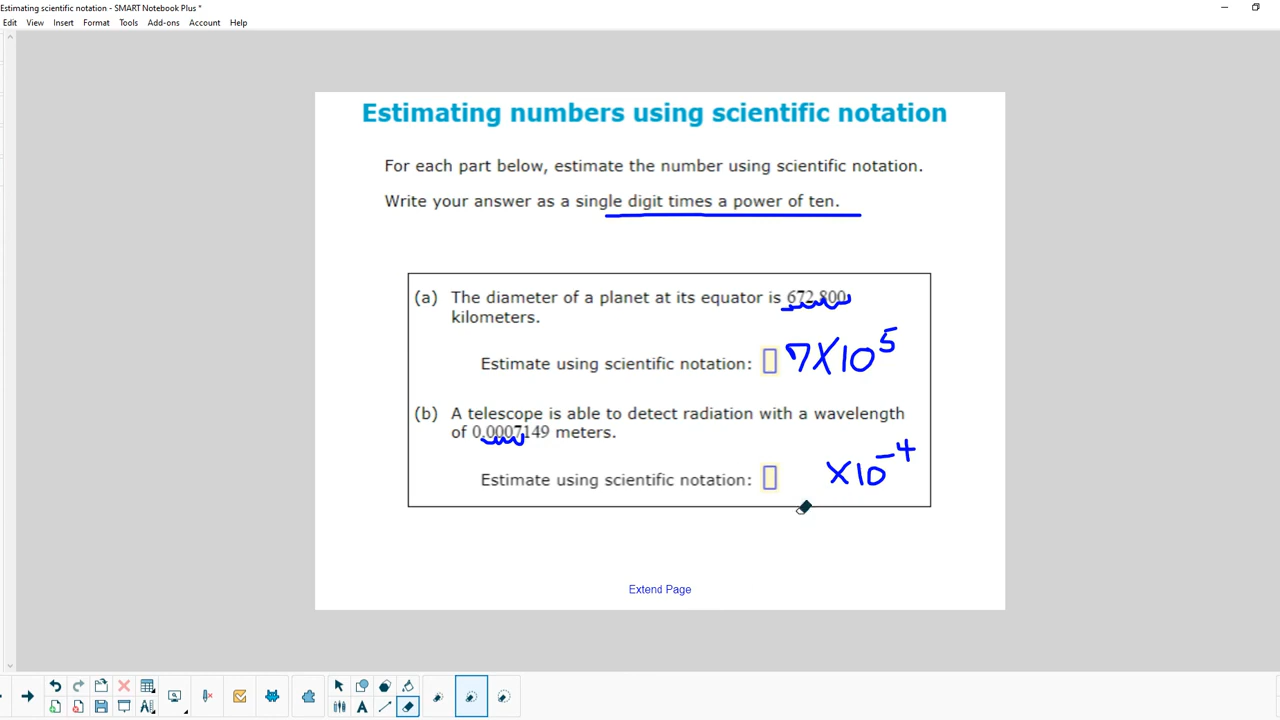 Estimating scientific notation - SMART Notebook Plus *
Edit View Insert Format Tools Add-ons Account Help
Estimating numbers using scientific notation
For each part below, estimate the number using scientific notation.
Write your answer as a single digit times a power of ten.
(a) The diameter of a planet at its equator is 672,800
kilometers.
Estimate using scientific notation: 7 X 10^5
(b) A telescope is able to detect radiation with a wavelength
of 0.0007149 meters.
Estimate using scientific notation: X 10^-4
Extend Page